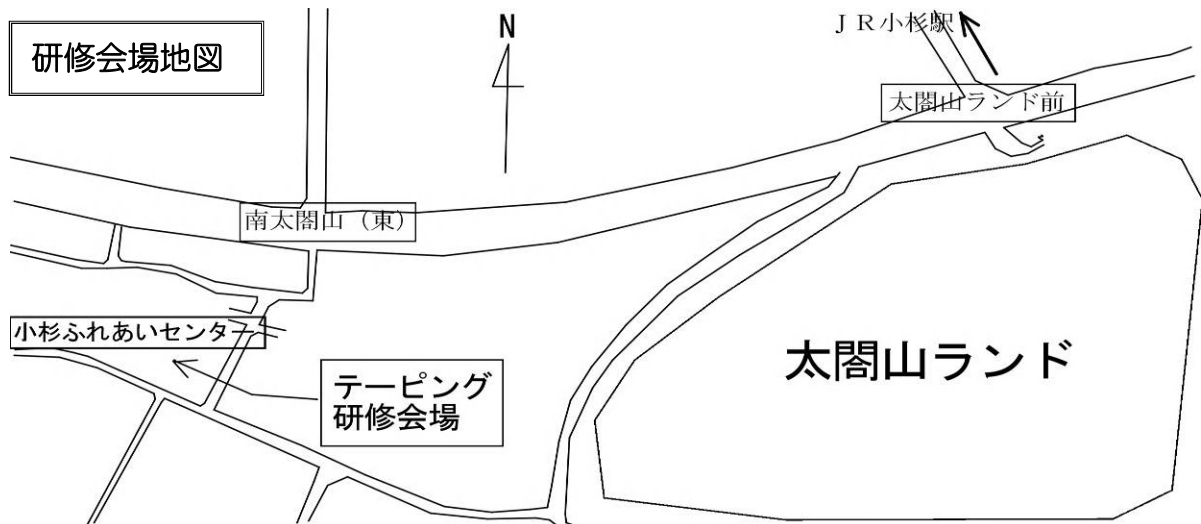 研修会場地図
N
JR小杉駅
太閤山ランド前
南太閤山（東）
小杉ふれあいセンター
テーピング
研修会場
太閤山ランド